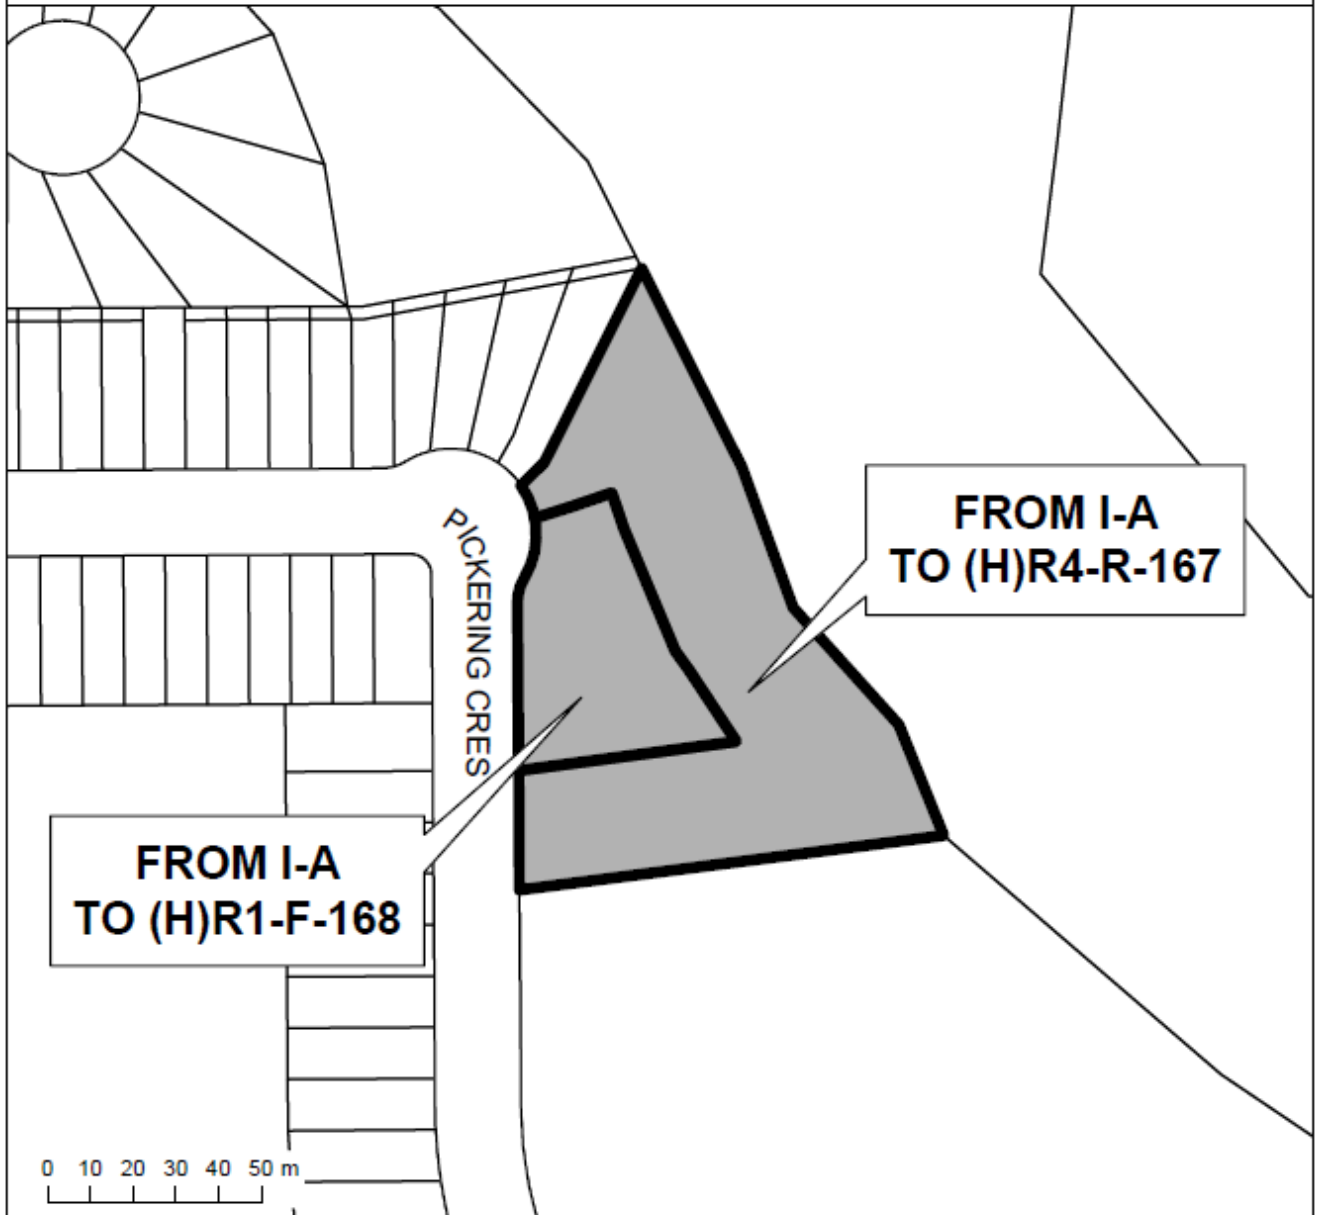 PICKERING CRES
FROM I-A
TO (H)R4-R-167
FROM I-A
TO (H)R1-F-168
0 10 20 30 40 50 m